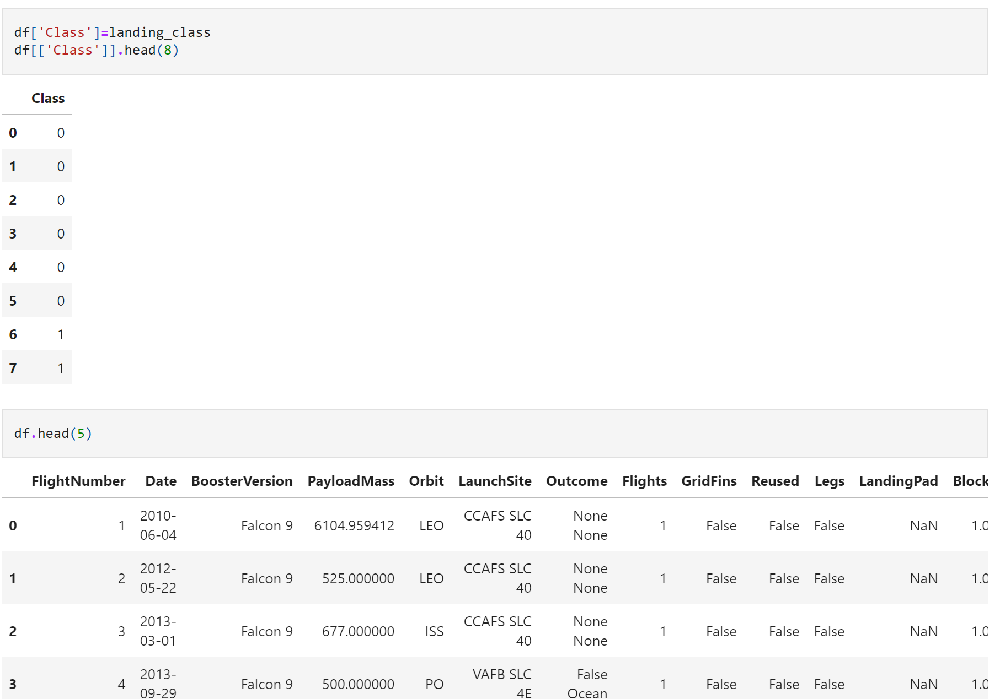 df['Class']=landing_class
df[['Class']].head(8)
Class
0 0
1 0
2 0
3 0
4 0
5 0
6 1
7 1
df.head(5)
FlightNumber Date BoosterVersion PayloadMass Orbit LaunchSite Outcome Flights GridFins Reused Legs LandingPad Block
0 1 2010-06-04 Falcon 9 6104.959412 LEO CCAFS SLC 40 None None 1 False False False NaN 1.0
1 2 2012-05-22 Falcon 9 525.000000 LEO CCAFS SLC 40 None None 1 False False False NaN 1.0
2 3 2013-03-01 Falcon 9 677.000000 ISS CCAFS SLC 40 None None 1 False False False NaN 1.0
3 4 2013-09-29 Falcon 9 500.000000 PO VAFB SLC 4E False Ocean 1 False False False NaN 1.0